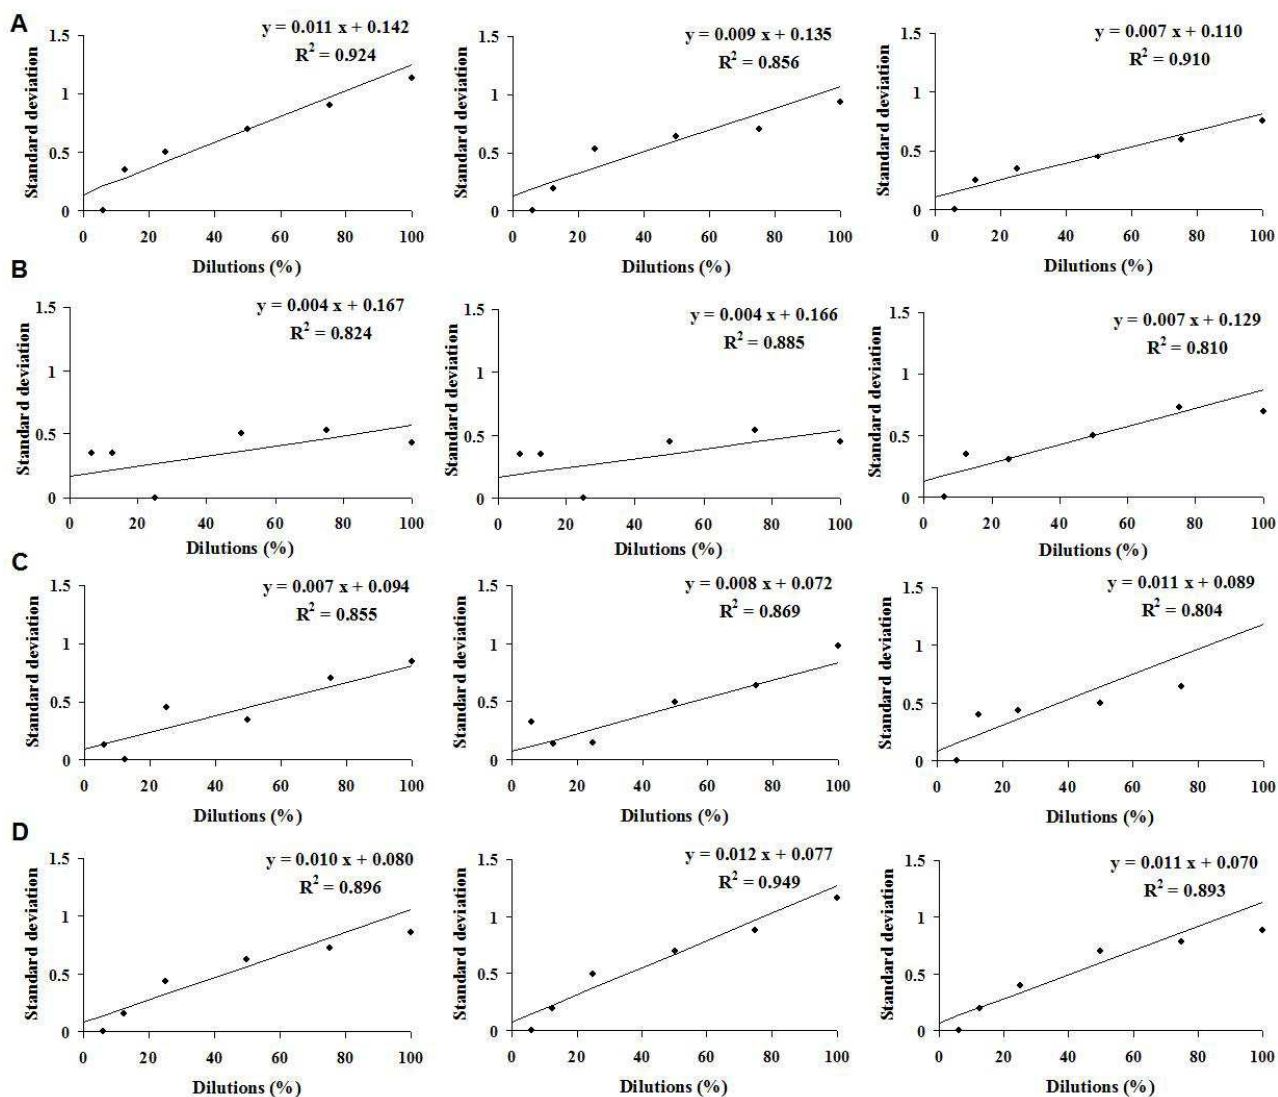 A
y = 0.011 x + 0.142
R² = 0.924
Standard deviation
1.5
1
0.5
0
0 20 40 60 80 100
Dilutions (%)
y = 0.009 x + 0.135
R² = 0.856
Standard deviation
1.5
1
0.5
0
0 20 40 60 80 100
Dilutions (%)
y = 0.007 x + 0.110
R² = 0.910
Standard deviation
1.5
1
0.5
0
0 20 40 60 80 100
Dilutions (%)
B
y = 0.004 x + 0.167
R² = 0.824
Standard deviation
1.5
1
0.5
0
0 20 40 60 80 100
Dilutions (%)
y = 0.004 x + 0.166
R² = 0.885
Standard deviation
1.5
1
0.5
0
0 20 40 60 80 100
Dilutions (%)
y = 0.007 x + 0.129
R² = 0.810
Standard deviation
1.5
1
0.5
0
0 20 40 60 80 100
Dilutions (%)
C
y = 0.007 x + 0.094
R² = 0.855
Standard deviation
1.5
1
0.5
0
0 20 40 60 80 100
Dilutions (%)
y = 0.008 x + 0.072
R² = 0.869
Standard deviation
1.5
1
0.5
0
0 20 40 60 80 100
Dilutions (%)
y = 0.011 x + 0.089
R² = 0.804
Standard deviation
1.5
1
0.5
0
0 20 40 60 80 100
Dilutions (%)
D
y = 0.010 x + 0.080
R² = 0.896
Standard deviation
1.5
1
0.5
0
0 20 40 60 80 100
Dilutions (%)
y = 0.012 x + 0.077
R² = 0.949
Standard deviation
1.5
1
0.5
0
0 20 40 60 80 100
Dilutions (%)
y = 0.011 x + 0.070
R² = 0.893
Standard deviation
1.5
1
0.5
0
0 20 40 60 80 100
Dilutions (%)